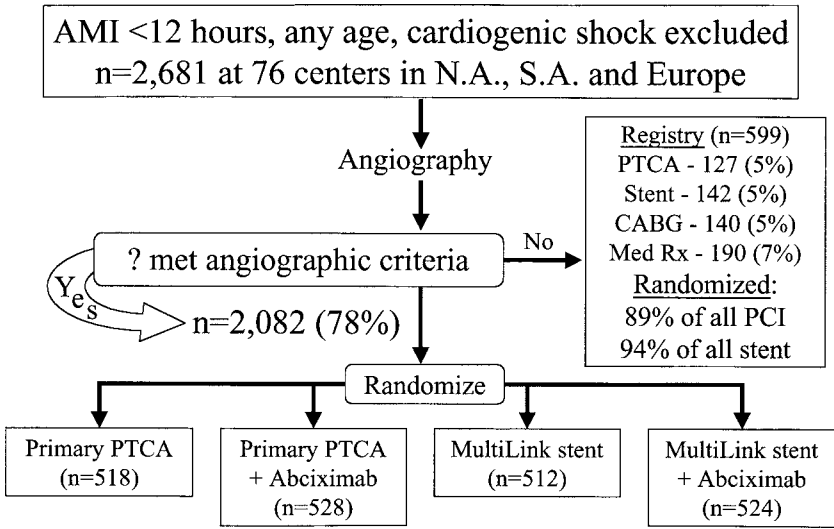 AMI <12 hours, any age, cardiogenic shock excluded
n=2,681 at 76 centers in N.A., S.A. and Europe
Angiography
Registry (n=599)
PTCA - 127 (5%)
Stent - 142 (5%)
CABG - 140 (5%)
Med Rx - 190 (7%)
Randomized:
89% of all PCI
94% of all stent
No
? met angiographic criteria
Yes
n=2,082 (78%)
Randomize
Primary PTCA
(n=518)
Primary PTCA
+ Abciximab
(n=528)
MultiLink stent
(n=512)
MultiLink stent
+ Abciximab
(n=524)